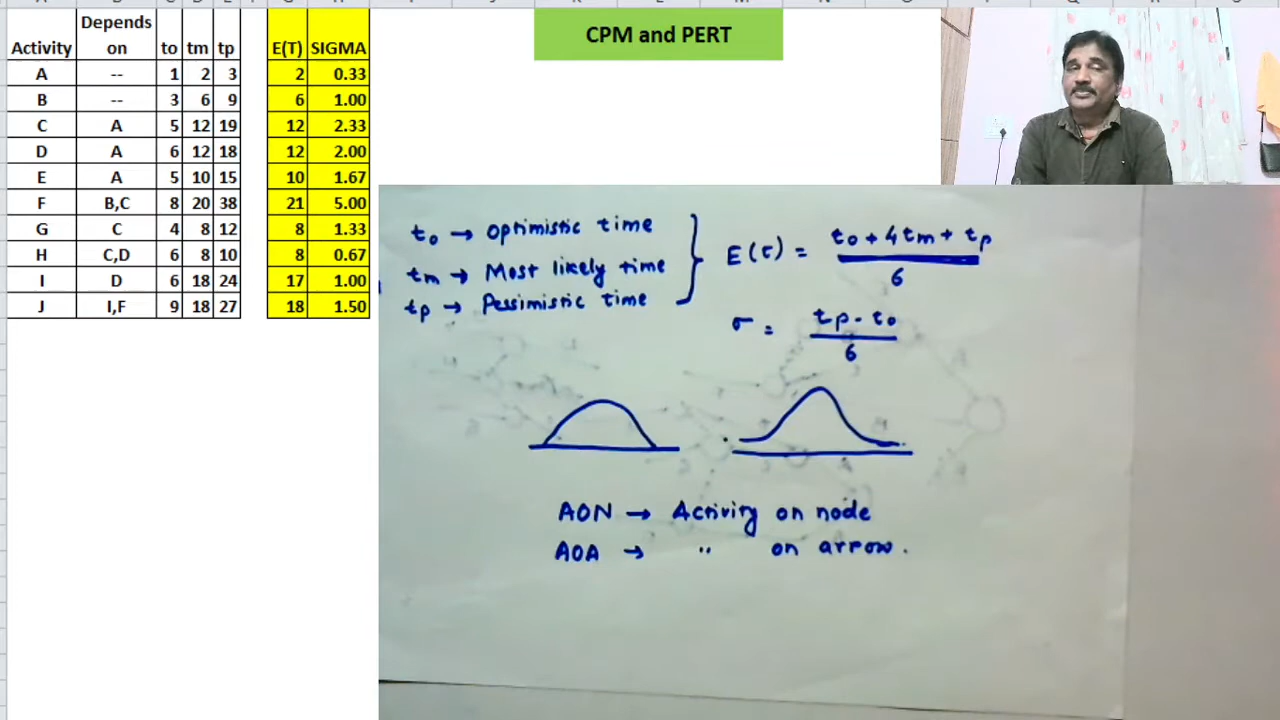 CPM and PERT
Depends
Activity on to tm tp E(T) SIGMA
A -- 1 2 3 2 0.33
B -- 3 6 9 6 1.00
C A 5 12 19 12 2.33
D A 6 12 18 12 2.00
E A 5 10 15 10 1.67
F B,C 8 20 38 21 5.00
G C 4 8 12 8 1.33
H C,D 6 8 10 8 0.67
I D 6 18 24 17 1.00
J I,F 9 18 27 18 1.50
to → Optimistic time
tm → Most likely time
tp → Pessimistic time
E(τ) = to + 4tm + tp
6
σ = tp - to
6
AON → Activity on node
AOA → " on arrow.